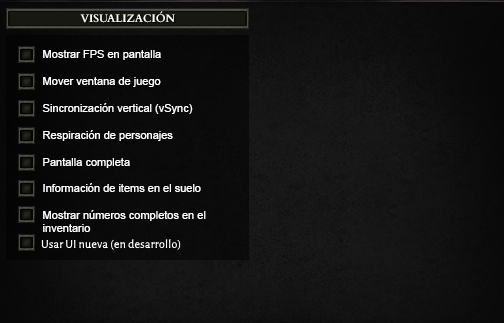 VISUALIZACIÓN
Mostrar FPS en pantalla
Mover ventana de juego
Sincronización vertical (vSync)
Respiración de personajes
Pantalla completa
Información de items en el suelo
Mostrar números completos en el
inventario
Usar UI nueva (en desarrollo)